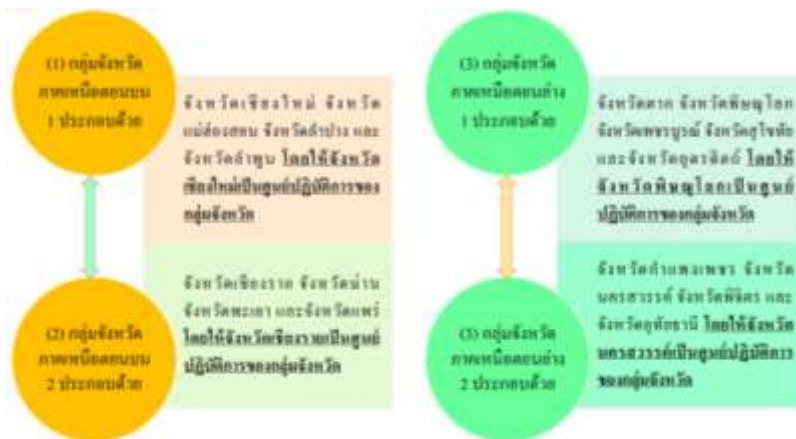 (1) กลุ่มจังหวัด
ภาคเหนือตอนบน
1 ประกอบด้วย
จังหวัดเชียงใหม่ จังหวัด
แม่ฮ่องสอน จังหวัดลำปาง และ
จังหวัดลำพูน โดยให้จังหวัด
เชียงใหม่เป็นศูนย์ปฏิบัติการของ
กลุ่มจังหวัด
(2) กลุ่มจังหวัด
ภาคเหนือตอนบน
2 ประกอบด้วย
จังหวัดเชียงราย จังหวัดน่าน
จังหวัดพะเยา และจังหวัดแพร่
โดยให้จังหวัดเชียงรายเป็นศูนย์
ปฏิบัติการของกลุ่มจังหวัด
(3) กลุ่มจังหวัด
ภาคเหนือตอนล่าง
1 ประกอบด้วย
จังหวัดตาก จังหวัดพิษณุโลก
จังหวัดเพชรบูรณ์ จังหวัดสุโขทัย
และจังหวัดอุตรดิตถ์ โดยให้
จังหวัดพิษณุโลกเป็นศูนย์
ปฏิบัติการของกลุ่มจังหวัด
(3) กลุ่มจังหวัด
ภาคเหนือตอนล่าง
2 ประกอบด้วย
จังหวัดกำแพงเพชร จังหวัด
นครสวรรค์ จังหวัดพิจิตร และ
จังหวัดอุทัยธานี โดยให้จังหวัด
นครสวรรค์เป็นศูนย์ปฏิบัติการ
ของกลุ่มจังหวัด